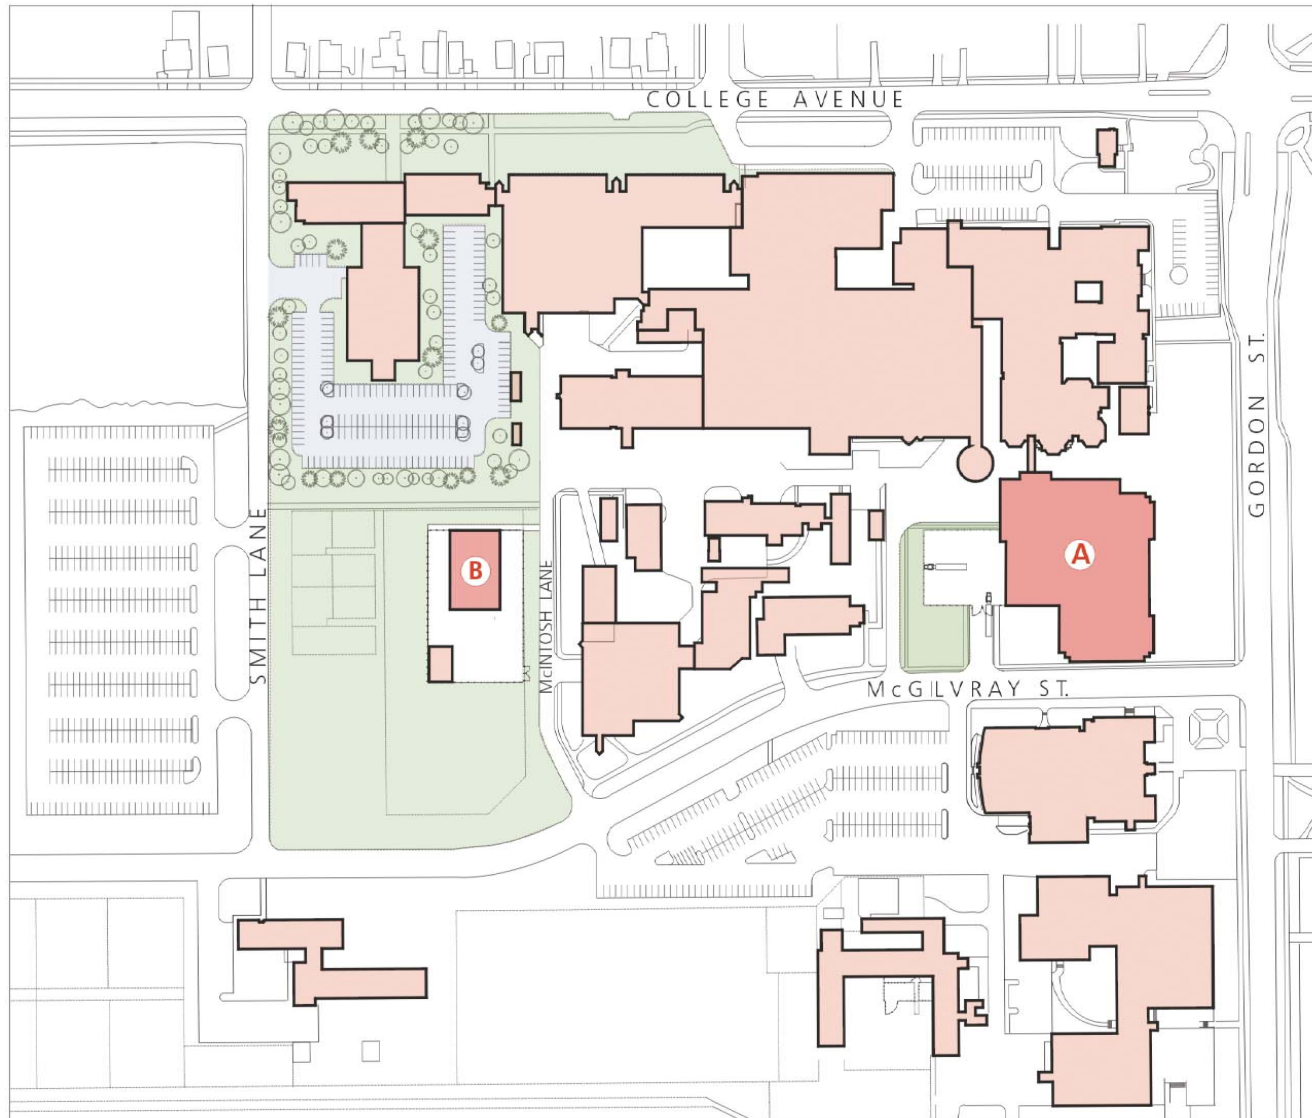 COLLEGE AVENUE
GORDON ST.
SMITH LANE
McINTOSH LANE
B
A
McGILVRAY ST.